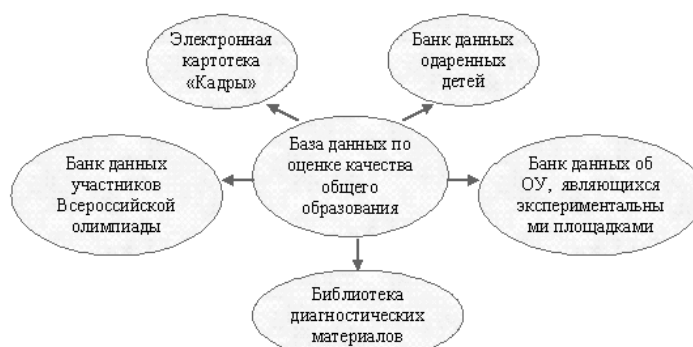 Электронная
картотека
«Кадры»
Банк данных
одаренных
детей
База данных по
оценке качества
общего
образования
Банк данных
участников
Всероссийской
олимпиады
Банк данных об
ОУ, являющихся
экспериментальны
ми площадками
Библиотека
диагностических
материалов